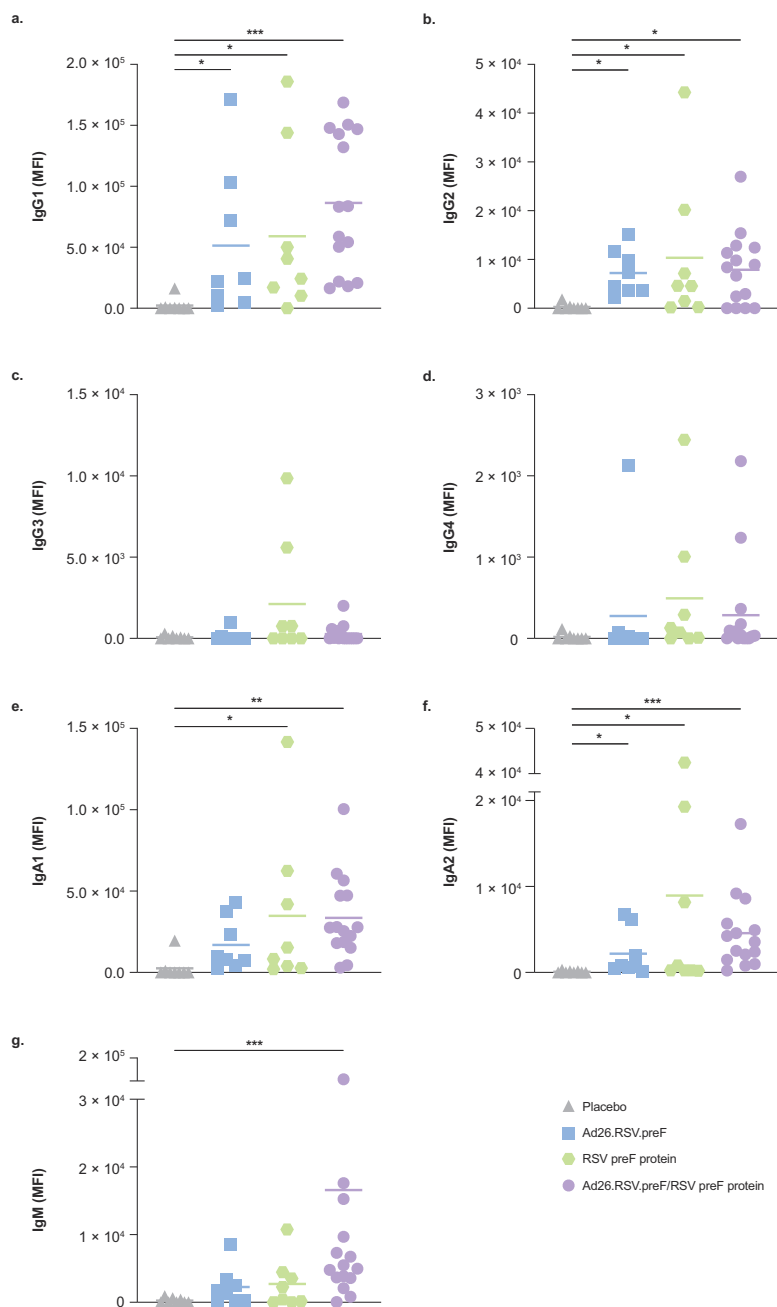 a.
***
*
*
2.0 × 10⁵
1.5 × 10⁵
1.0 × 10⁵
5.0 × 10⁴
0.0
IgG1 (MFI)
b.
*
*
*
5 × 10⁴
4 × 10⁴
3 × 10⁴
2 × 10⁴
1 × 10⁴
0
IgG2 (MFI)
c.
1.5 × 10⁴
1.0 × 10⁴
5.0 × 10³
0.0
IgG3 (MFI)
d.
3 × 10³
2 × 10³
1 × 10³
0
IgG4 (MFI)
e.
**
*
1.5 × 10⁵
1.0 × 10⁵
5.0 × 10⁴
0.0
IgA1 (MFI)
f.
***
*
*
5 × 10⁴
4 × 10⁴
2 × 10⁴
1 × 10⁴
0
IgA2 (MFI)
g.
***
2 × 10⁵
3 × 10⁴
2 × 10⁴
1 × 10⁴
0
IgM (MFI)
Placebo
Ad26.RSV.preF
RSV preF protein
Ad26.RSV.preF/RSV preF protein